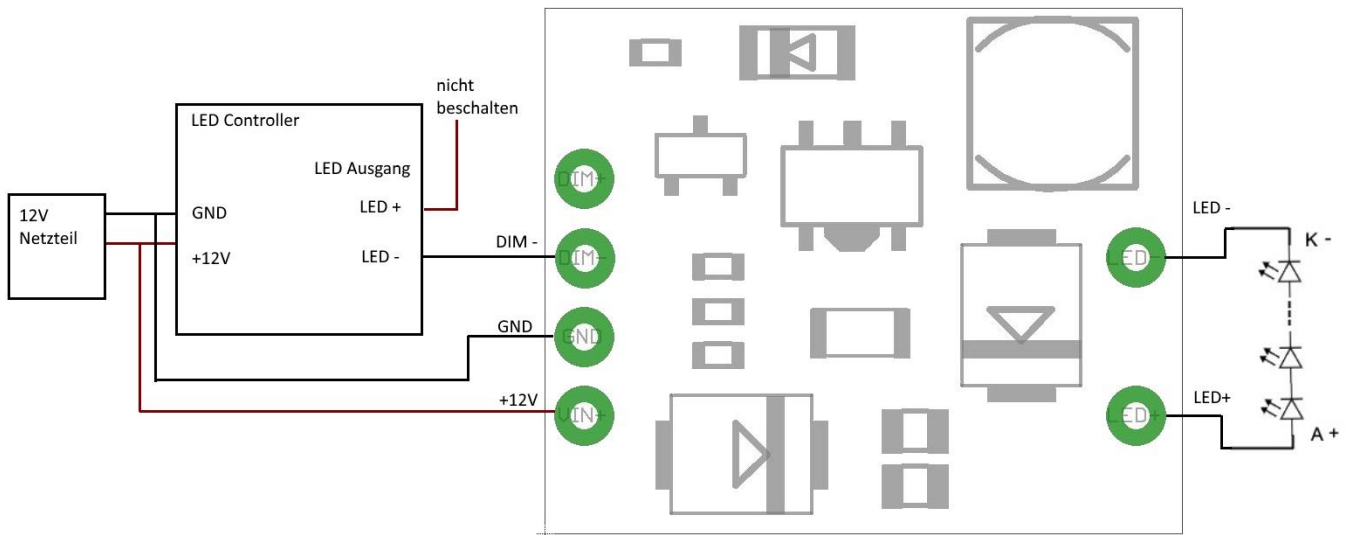 nicht
beschalten
LED Controller
LED Ausgang
12V
Netzteil
GND
+12V
LED +
LED -
DIM -
GND
+12V
DIM+
DIM-
GND
VIN+
LED-
LED+
LED -
LED+
K -
A +